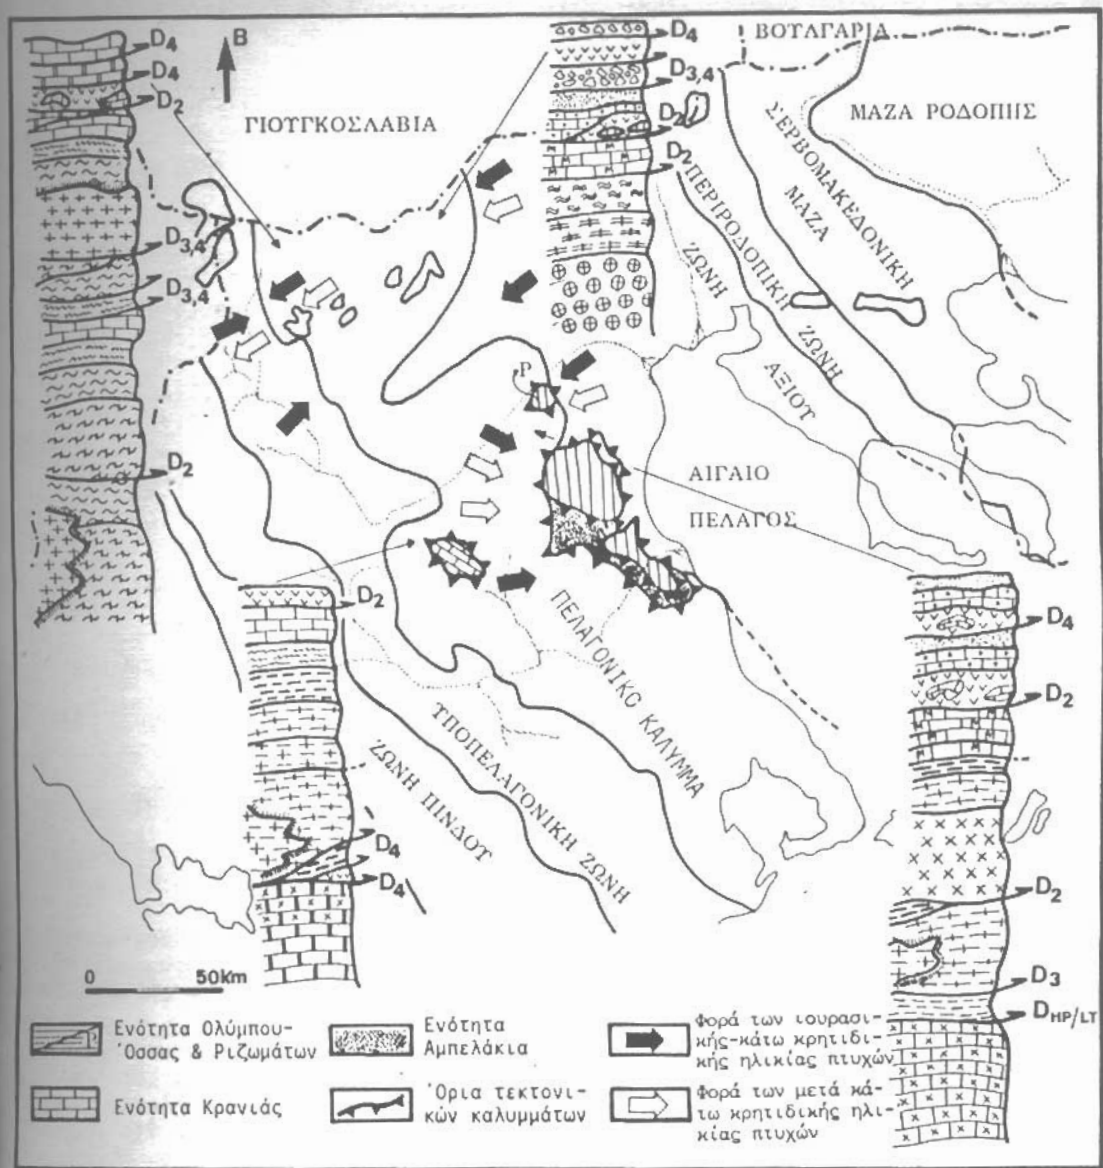 D4
D4
D2
D3,4
D3,4
D2
B
ΓΙΟΥΓΚΟΣΛΑΒΙΑ
D4
D3,4
D2
D2
ΒΟΥΛΓΑΡΙΑ
ΜΑΖΑ ΡΟΔΟΠΗΣ
ΣΕΡΒΟΜΑΚΕΔΟΝΙΚΗ
ΜΑΖΑ
ΠΕΡΙΡΟΔΟΠΙΚΗ
ΖΩΝΗ
ΖΩΝΗ
ΑΞΙΟΥ
P
ΑΙΓΑΙΟ
ΠΕΛΑΓΟΣ
ΠΕΛΑΓΟΝΙΚΟ ΚΑΛΥΜΜΑ
ΥΠΟΠΕΛΑΓΟΝΙΚΗ ΖΩΝΗ
ΖΩΝΗ ΠΙΝΔΟΥ
D2
D4
D4
D4
D2
D2
D3
DHP/LT
0 50Km
Ενότητα Ολύμπου-
Όσσας & Ριζωμάτων
Ενότητα
Αμπελάκια
Φορά των ιουρασι-
κής-κάτω κρητιδι-
κής ηλικίας πτυχών
Ενότητα Κρανιάς
Όρια τεκτονι-
κών καλυμμάτων
Φορά των μετά κά-
τω κρητιδικής ηλι-
κίας πτυχών